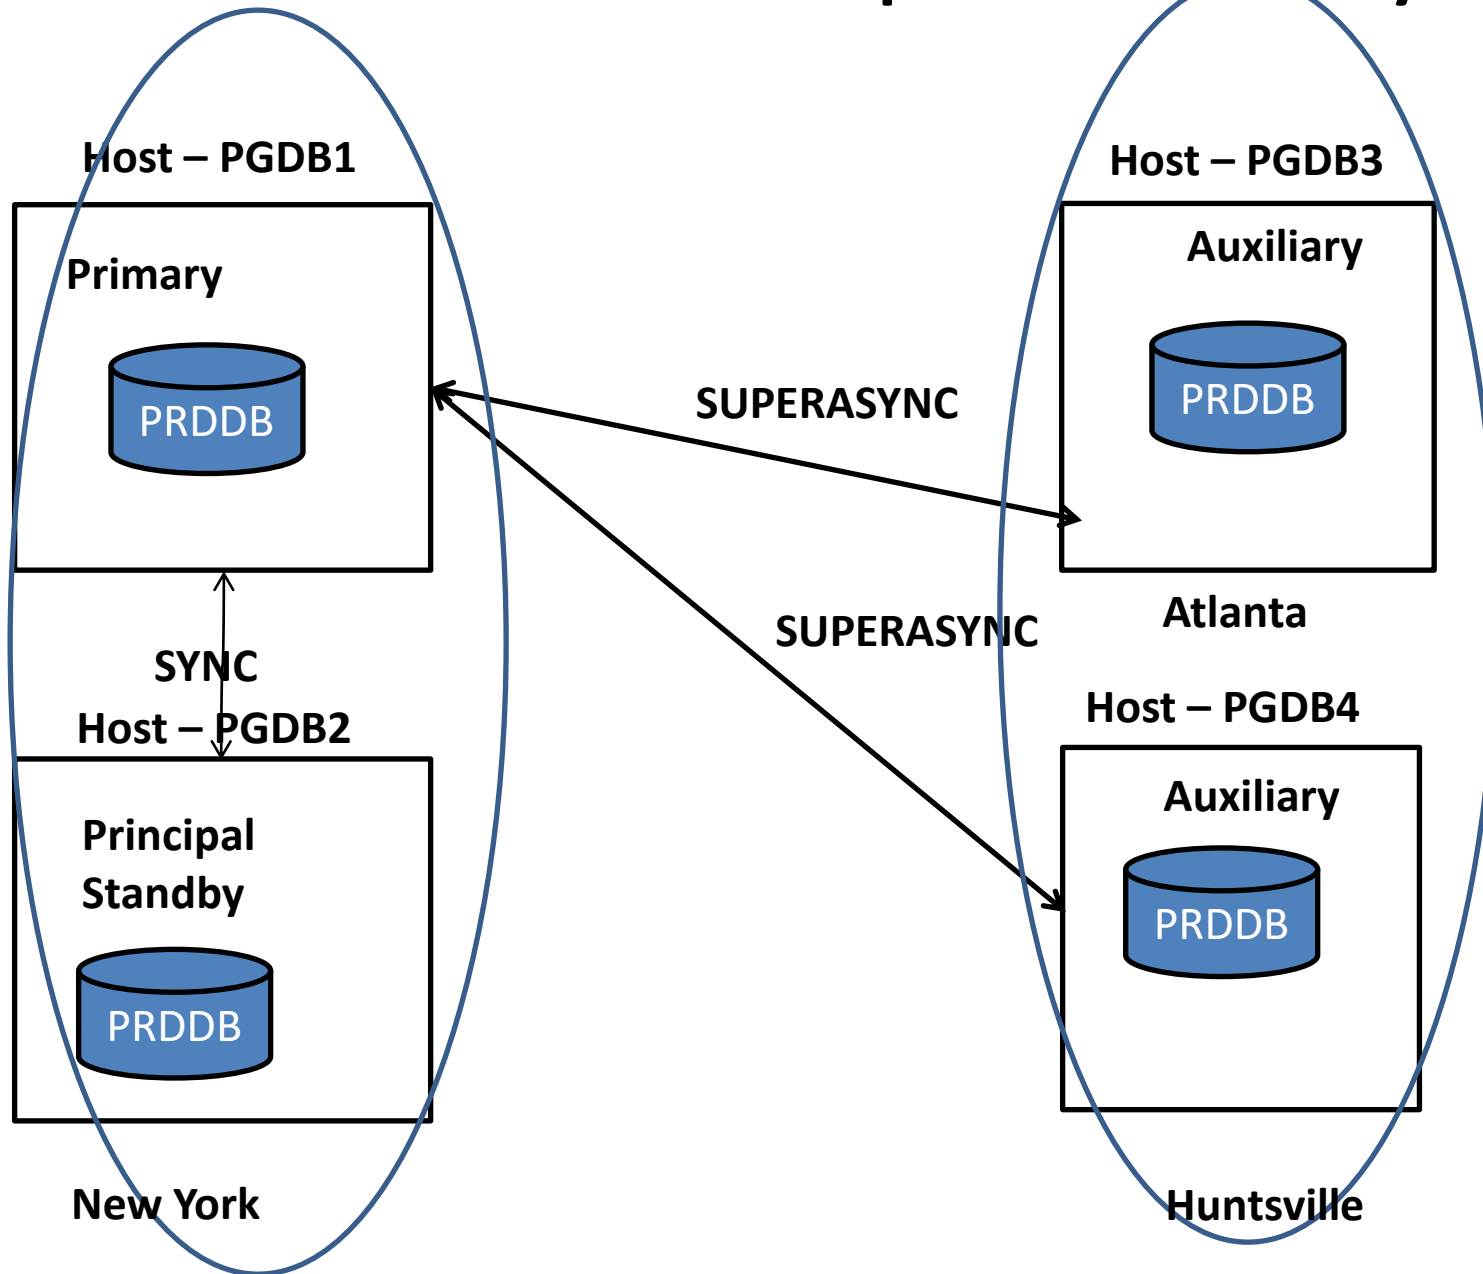 Host – PGDB1
Primary
PRDDB
SYNC
Host – PGDB2
Principal
Standby
PRDDB
New York
SUPERASYNC
SUPERASYNC
Host – PGDB3
Auxiliary
PRDDB
Atlanta
Host – PGDB4
Auxiliary
PRDDB
Huntsville